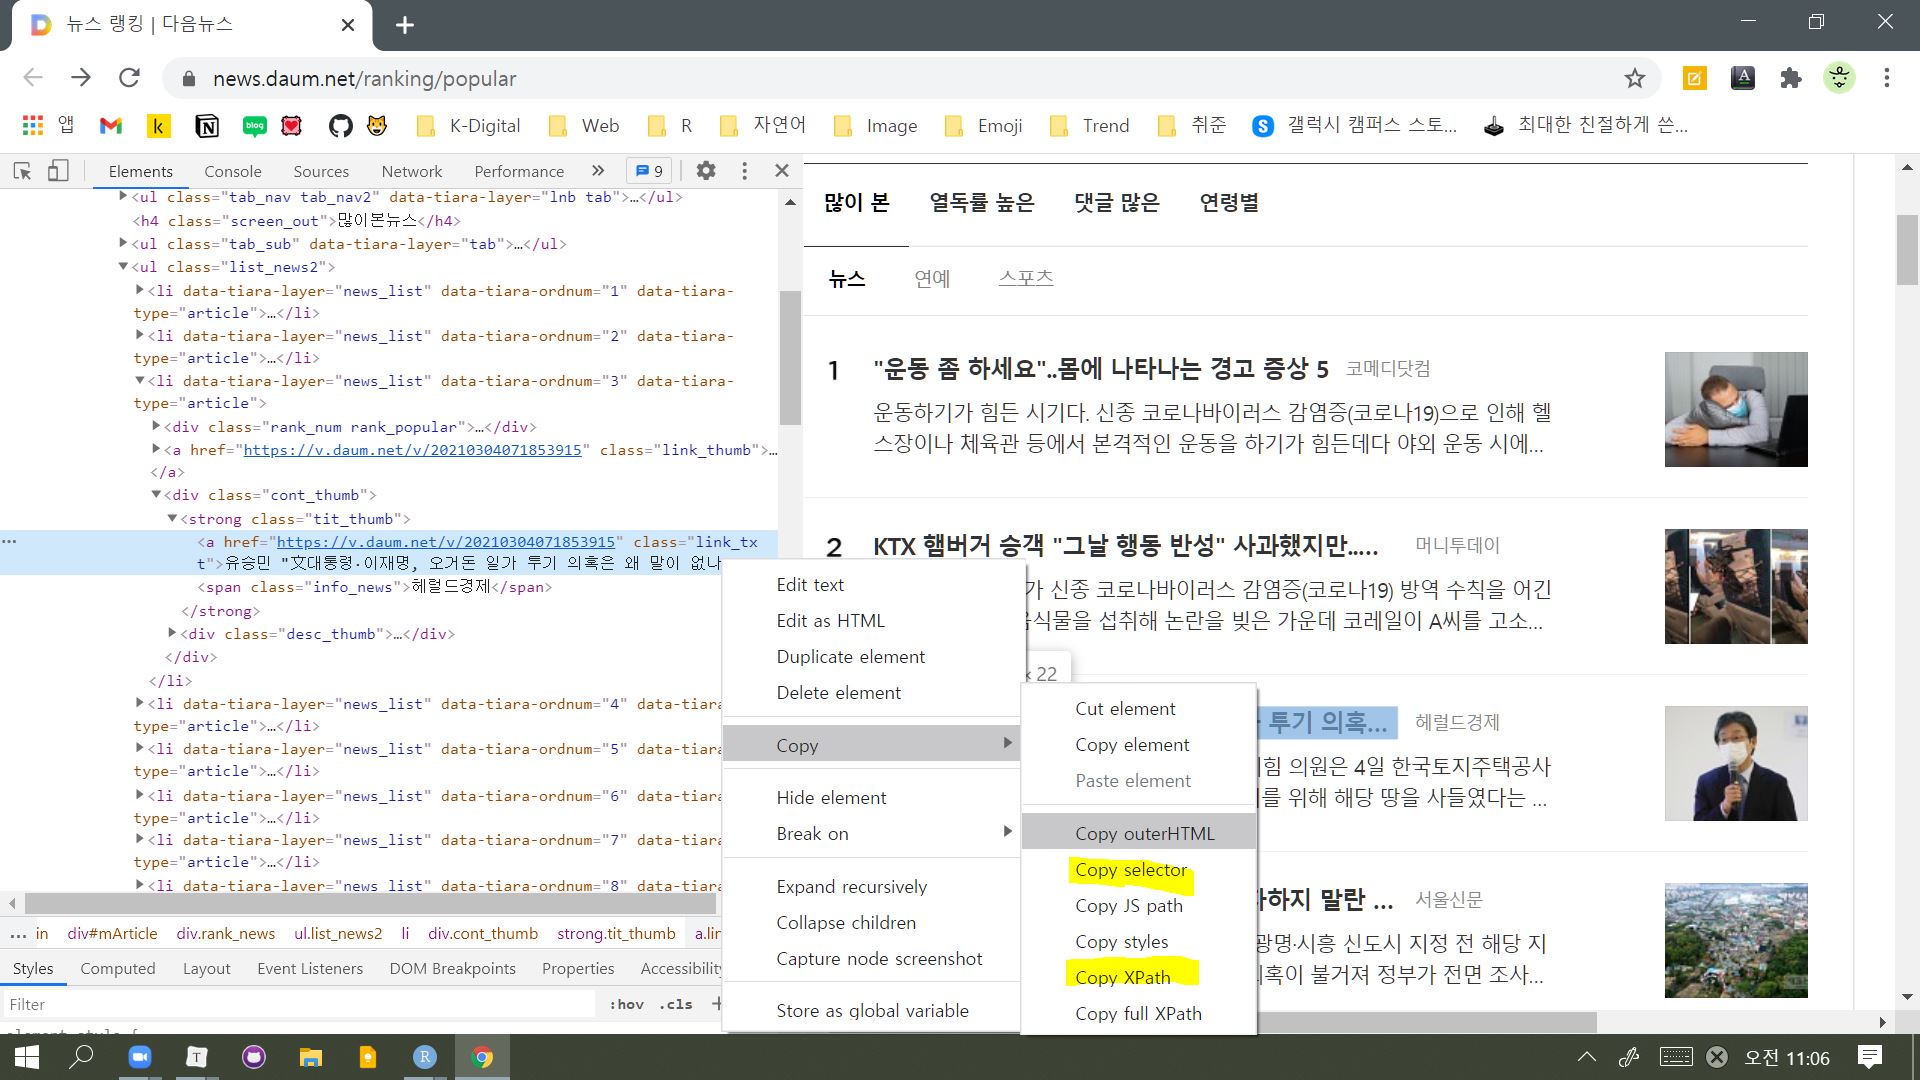 뉴스 랭킹 | 다음뉴스
news.daum.net/ranking/popular
앱 K-Digital Web R 자연어 Image Emoji Trend 취준 갤럭시 캠퍼스 스토... 최대한 친절하게 쓴...
Elements Console Sources Network Performance 9
<ul class="tab_nav tab_nav2" data-tiara-layer="lnb tab">…</ul>
<h4 class="screen_out">많이본뉴스</h4>
<ul class="tab_sub" data-tiara-layer="tab">…</ul>
<ul class="list_news2">
<li data-tiara-layer="news_list" data-tiara-ordnum="1" data-tiara-
type="article">…</li>
<li data-tiara-layer="news_list" data-tiara-ordnum="2" data-tiara-
type="article">…</li>
<li data-tiara-layer="news_list" data-tiara-ordnum="3" data-tiara-
type="article">
<div class="rank_num rank_popular">…</div>
<a href="https://v.daum.net/v/20210304071853915" class="link_thumb">…
</a>
<div class="cont_thumb">
<strong class="tit_thumb">
<a href="https://v.daum.net/v/20210304071853915" class="link_tx
t">유승민 "文대통령·이재명, 오거돈 일가 투기 의혹은 왜 말이 없나
<span class="info_news">헤럴드경제</span>
</strong>
<div class="desc_thumb">…</div>
</div>
</li>
<li data-tiara-layer="news_list" data-tiara-ordnum="4"
type="article">…</li>
<li data-tiara-layer="news_list" data-tiara-ordnum="5"
type="article">…</li>
<li data-tiara-layer="news_list" data-tiara-ordnum="6"
type="article">…</li>
<li data-tiara-layer="news_list" data-tiara-ordnum="7"
type="article">…</li>
<li data-tiara-layer="news_list" data-tiara-ordnum="8"
... in div#mArticle div.rank_news ul.list_news2 li div.cont_thumb strong.tit_thumb a.lin
Styles Computed Layout Event Listeners DOM Breakpoints Properties Accessibility
Filter :hov .cls +
element.style {
Edit text
Edit as HTML
Duplicate element
Delete element
Copy
Hide element
Break on
Expand recursively
Collapse children
Capture node screenshot
Store as global variable
Cut element
Copy element
Paste element
Copy outerHTML
Copy selector
Copy JS path
Copy styles
Copy XPath
Copy full XPath
많이 본 열독률 높은 댓글 많은 연령별
뉴스 연예 스포츠
1 "운동 좀 하세요"..몸에 나타나는 경고 증상 5 코메디닷컴
운동하기가 힘든 시기다. 신종 코로나바이러스 감염증(코로나19)으로 인해 헬
스장이나 체육관 등에서 본격적인 운동을 하기가 힘든데다 야외 운동 시에...
2 KTX 햄버거 승객 "그날 행동 반성" 사과했지만..... 머니투데이
가 신종 코로나바이러스 감염증(코로나19) 방역 수칙을 어긴
음식물을 섭취해 논란을 빚은 가운데 코레일이 A씨를 고소...
× 22
투기 의혹... 헤럴드경제
힘 의원은 4일 한국토지주택공사
를 위해 해당 땅을 사들였다는 ...
하지 말란 ... 서울신문
광명·시흥 신도시 지정 전 해당 지
의혹이 불거져 정부가 전면 조사...
오전 11:06